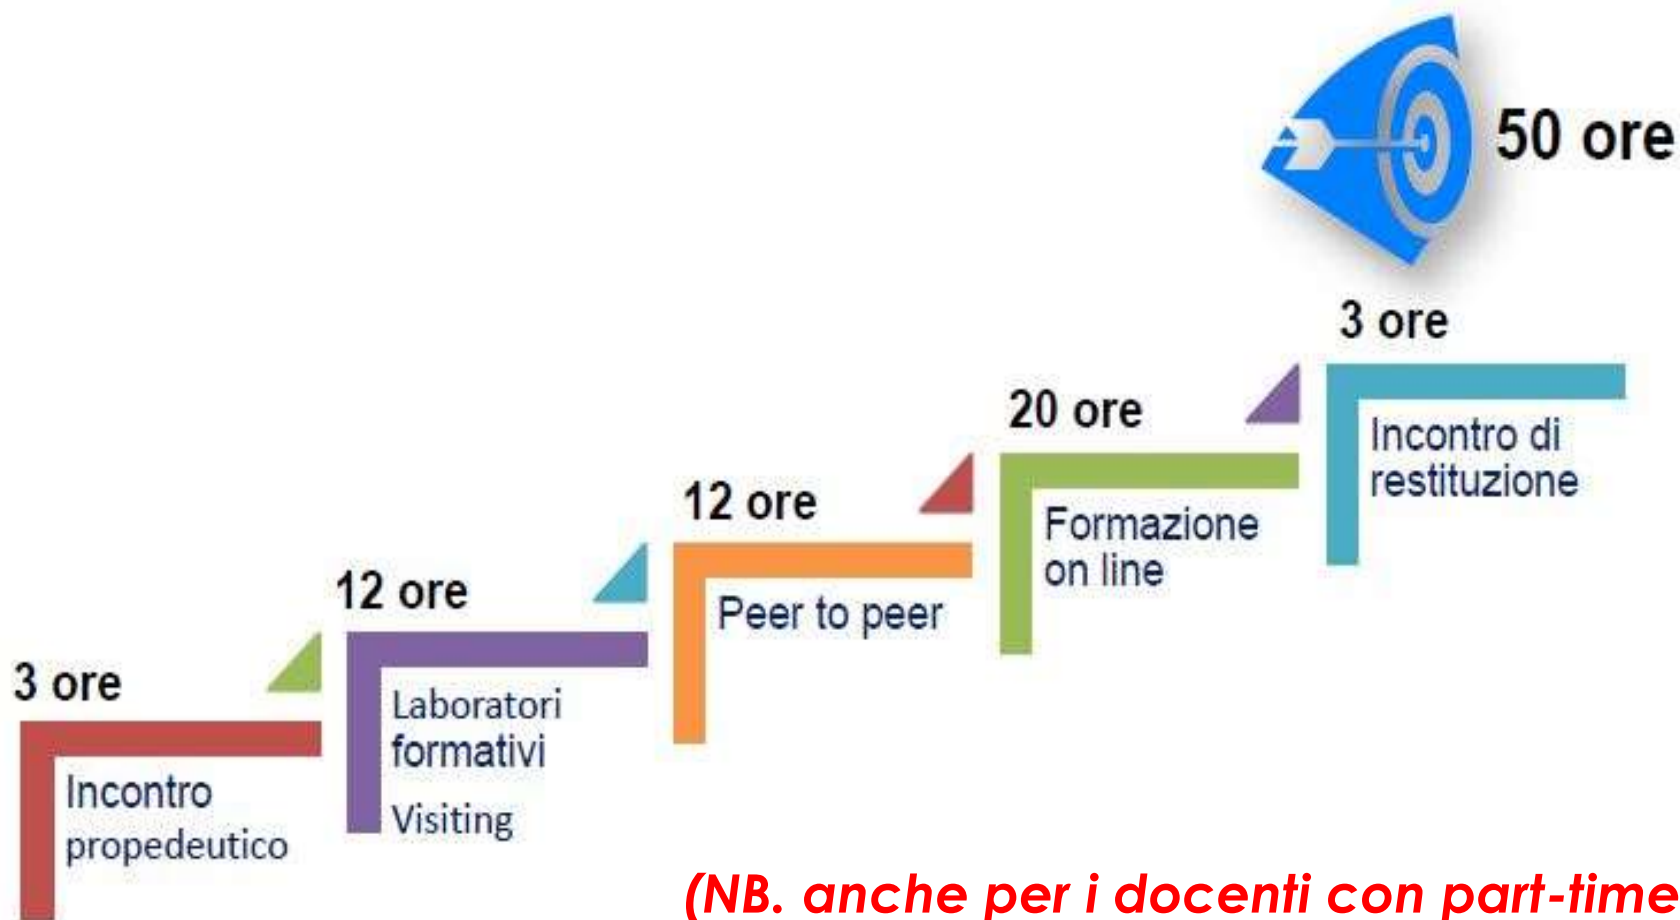 50 ore
3 ore
Incontro
propedeutico
12 ore
Laboratori
formativi
Visiting
12 ore
Peer to peer
20 ore
Formazione
on line
3 ore
Incontro di
restituzione
(NB. anche per i docenti con part-time